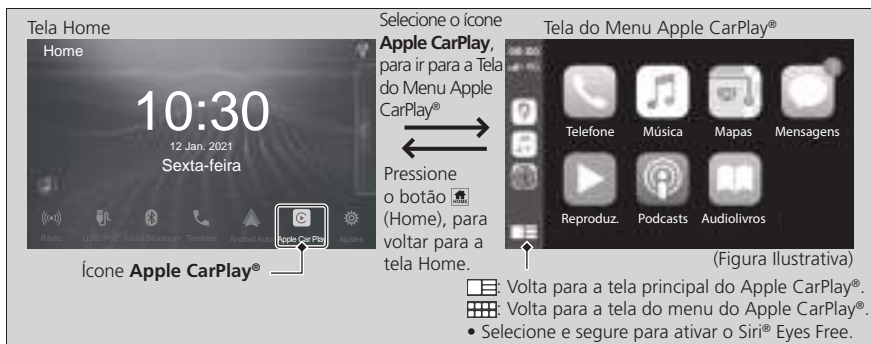 Tela Home
Home
10:30
12 Jan. 2021
Sexta-feira
Rádio
USB/iPod
Áudio Bluetooth
Telefone
Android Auto
Apple Car Play
Ajustes
Ícone Apple CarPlay®
Selecione o ícone
Apple CarPlay,
para ir para a Tela
do Menu Apple
CarPlay®
Pressione
o botão HOME
(Home), para
voltar para a
tela Home.
Tela do Menu Apple CarPlay®
Telefone
Música
Mapas
Mensagens
Reproduz.
Podcasts
Audiolivros
(Figura Ilustrativa)
: Volta para a tela principal do Apple CarPlay®.
: Volta para a tela do menu do Apple CarPlay®.
• Selecione e segure para ativar o Siri® Eyes Free.